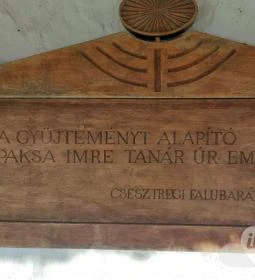 A GYŰJTEMÉNYT ALAPÍTÓ
PAKSA IMRE TANÁR ÚR EM
CSESZTREGI FALUBARÁ